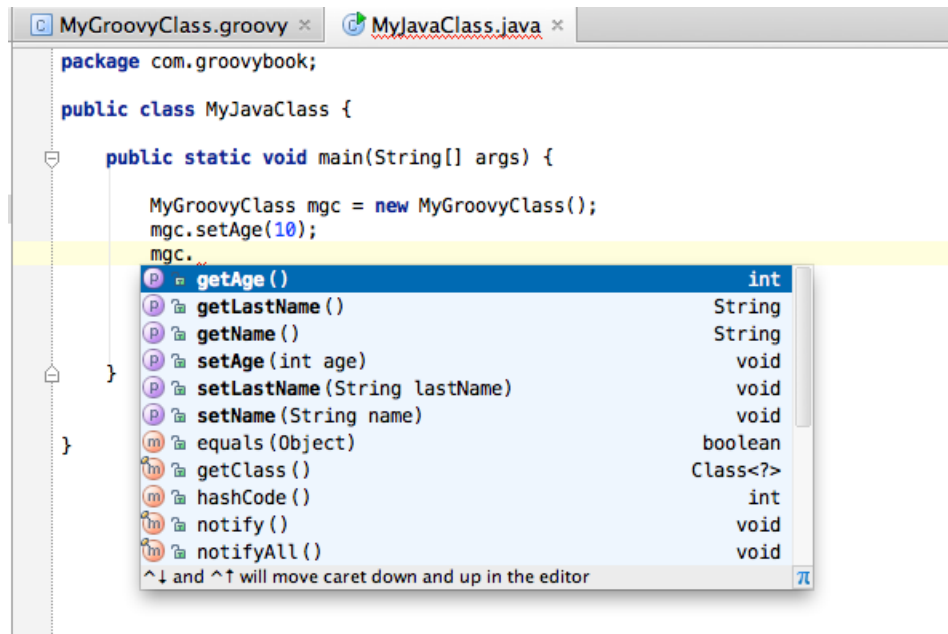 MyGroovyClass.groovy × MyJavaClass.java ×
package com.groovybook;
public class MyJavaClass {
public static void main(String[] args) {
MyGroovyClass mgc = new MyGroovyClass();
mgc.setAge(10);
mgc.
getAge() int
getLastName() String
getName() String
setAge(int age) void
setLastName(String lastName) void
setName(String name) void
equals(Object) boolean
getClass() Class<?>
hashCode() int
notify() void
notifyAll() void
^↓ and ^↑ will move caret down and up in the editor π
}
}